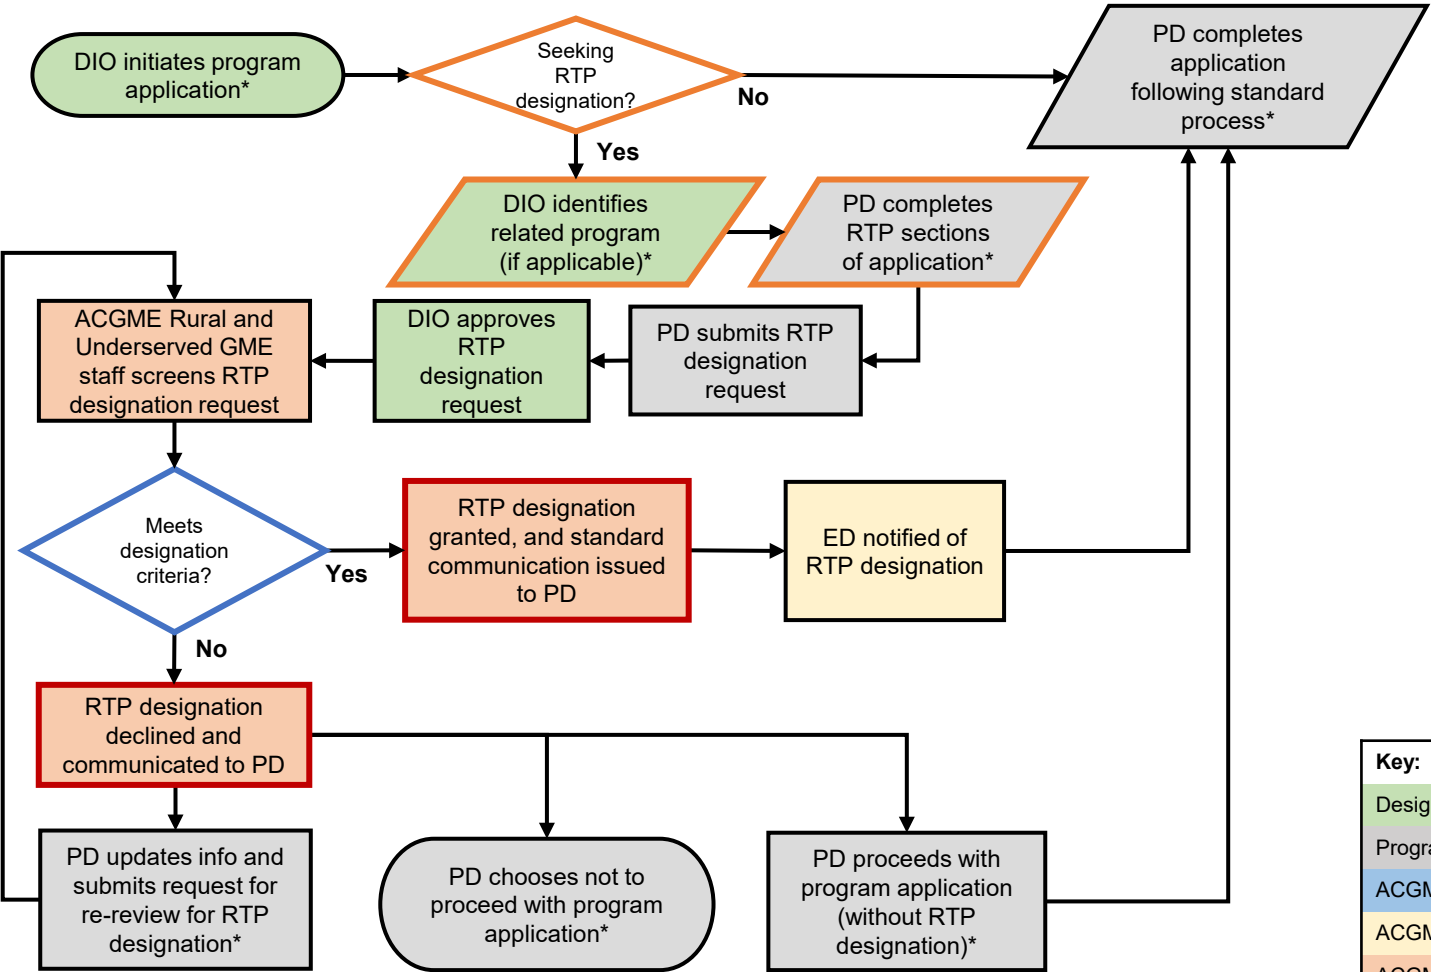 DIO initiates program
application*
Seeking
RTP
designation?
No
Yes
PD completes
application
following standard
process*
DIO identifies
related program
(if applicable)*
PD completes
RTP sections
of application*
ACGME Rural and
Underserved GME
staff screens RTP
designation request
DIO approves
RTP
designation
request
PD submits RTP
designation
request
Meets
designation
criteria?
Yes
No
RTP designation
granted, and standard
communication issued
to PD
ED notified of
RTP designation
RTP designation
declined and
communicated to PD
PD updates info and
submits request for
re-review for RTP
designation*
PD chooses not to
proceed with program
application*
PD proceeds with
program application
(without RTP
designation)*
Key: